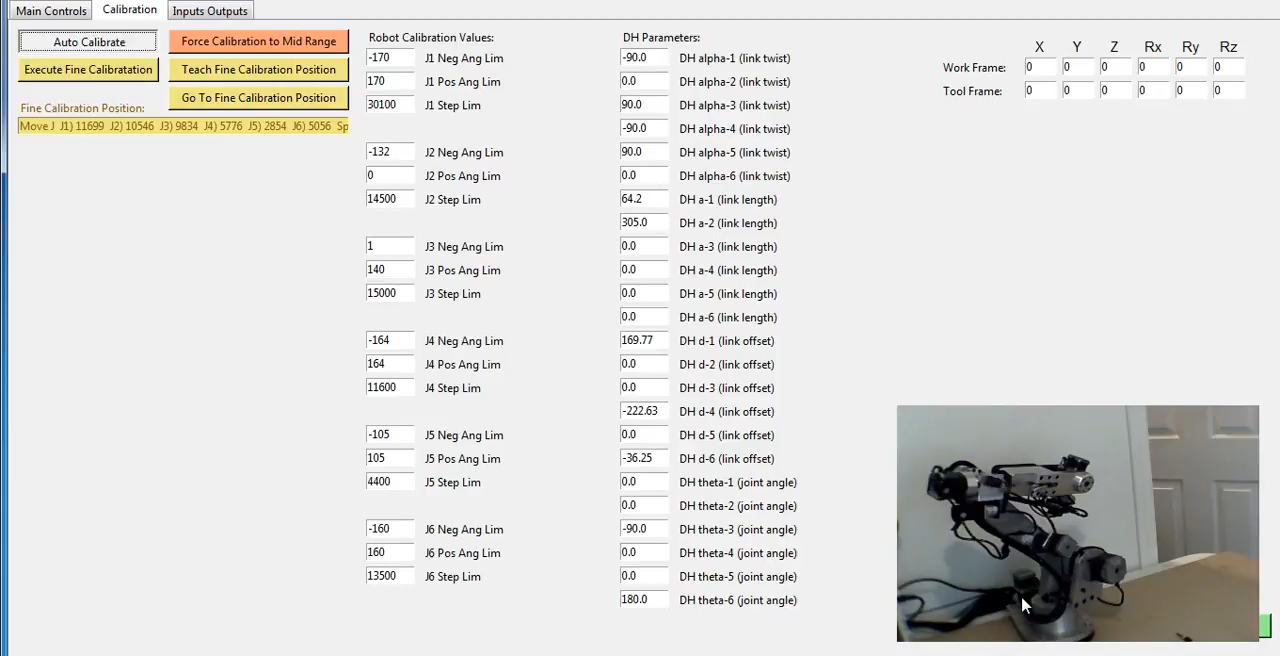 Main Controls Calibration Inputs Outputs
Auto Calibrate Force Calibration to Mid Range
Execute Fine Calibratation Teach Fine Calibration Position
Go To Fine Calibration Position
Fine Calibration Position:
Move J J1) 11699 J2) 10546 J3) 9834 J4) 5776 J5) 2854 J6) 5056 Sp
Robot Calibration Values:
-170 J1 Neg Ang Lim
170 J1 Pos Ang Lim
30100 J1 Step Lim
-132 J2 Neg Ang Lim
0 J2 Pos Ang Lim
14500 J2 Step Lim
1 J3 Neg Ang Lim
140 J3 Pos Ang Lim
15000 J3 Step Lim
-164 J4 Neg Ang Lim
164 J4 Pos Ang Lim
11600 J4 Step Lim
-105 J5 Neg Ang Lim
105 J5 Pos Ang Lim
4400 J5 Step Lim
-160 J6 Neg Ang Lim
160 J6 Pos Ang Lim
13500 J6 Step Lim
DH Parameters:
-90.0 DH alpha-1 (link twist)
0.0 DH alpha-2 (link twist)
90.0 DH alpha-3 (link twist)
-90.0 DH alpha-4 (link twist)
90.0 DH alpha-5 (link twist)
0.0 DH alpha-6 (link twist)
64.2 DH a-1 (link length)
305.0 DH a-2 (link length)
0.0 DH a-3 (link length)
0.0 DH a-4 (link length)
0.0 DH a-5 (link length)
0.0 DH a-6 (link length)
169.77 DH d-1 (link offset)
0.0 DH d-2 (link offset)
0.0 DH d-3 (link offset)
-222.63 DH d-4 (link offset)
0.0 DH d-5 (link offset)
-36.25 DH d-6 (link offset)
0.0 DH theta-1 (joint angle)
0.0 DH theta-2 (joint angle)
-90.0 DH theta-3 (joint angle)
0.0 DH theta-4 (joint angle)
0.0 DH theta-5 (joint angle)
180.0 DH theta-6 (joint angle)
X Y Z Rx Ry Rz
Work Frame: 0 0 0 0 0 0
Tool Frame: 0 0 0 0 0 0